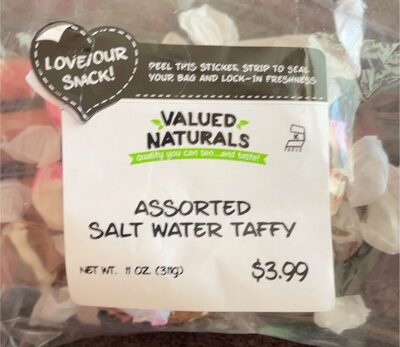 LOVE/OUR
SNACK!
PEEL THIS STICKER STRIP TO SEAL
YOUR BAG AND LOCK-IN FRESHNESS
VALUED
NATURALS
Quality you can see...and taste!
K
PARVE
ASSORTED
SALT WATER TAFFY
NET WT. 11 OZ. (311g)
$3.99